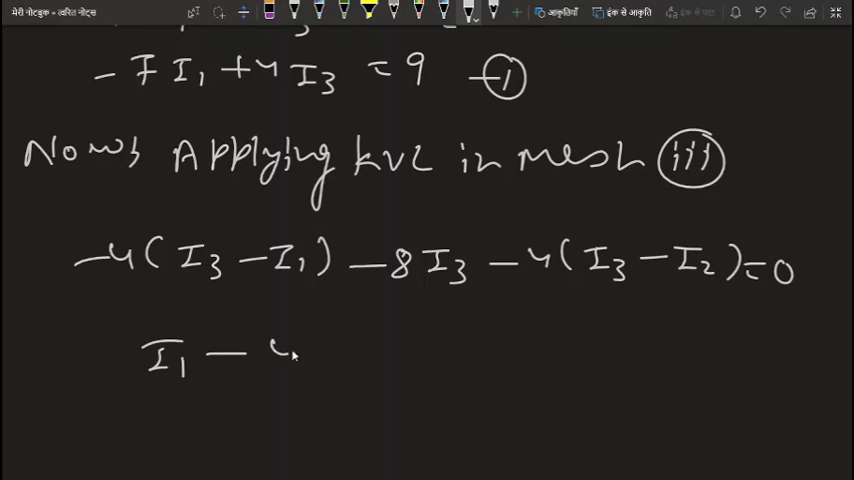 मेरी नोटबुक – त्वरित नोट्स
आकृतियाँ इंक से आकृति इंक से पाठ
- 7 I₁ + 4 I₃ = 9 -①
Now, Applying KVL in mesh (iii)
-4(I₃ - I₁) - 8 I₃ - 4(I₃ - I₂) = 0
I₁ -